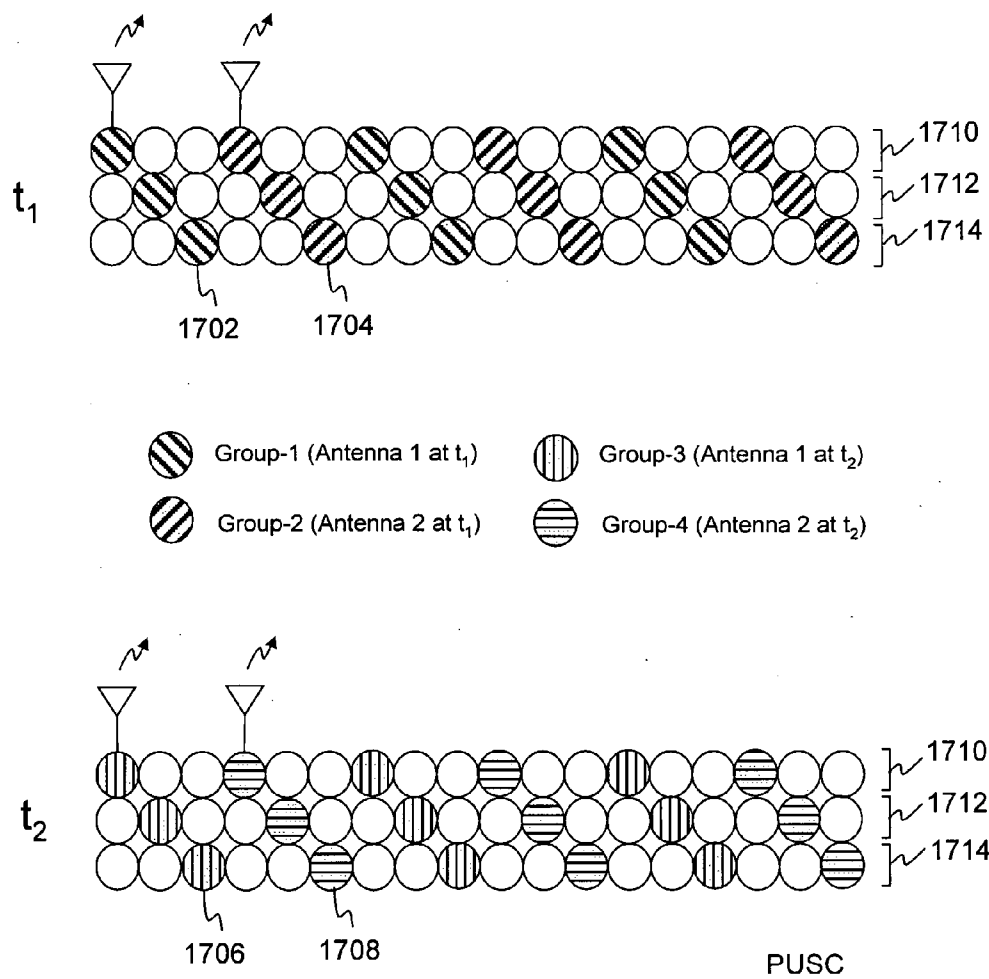 1710
t₁
1712
1714
1702
1704
Group-1 (Antenna 1 at t₁)
Group-3 (Antenna 1 at t₂)
Group-2 (Antenna 2 at t₁)
Group-4 (Antenna 2 at t₂)
1710
t₂
1712
1714
1706
1708
PUSC